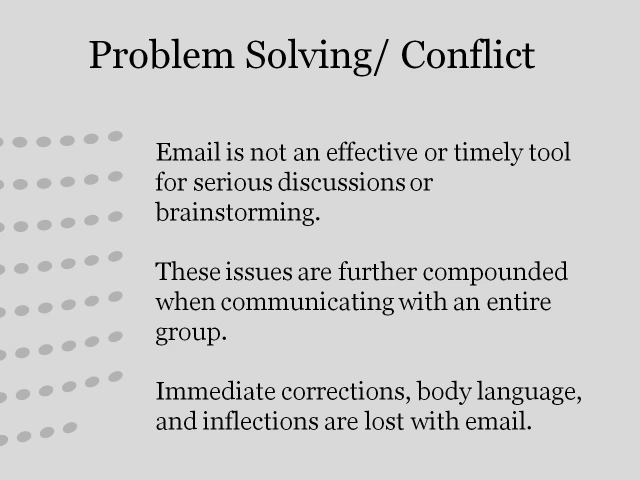 Problem Solving/ Conflict
Email is not an effective or timely tool
for serious discussions or
brainstorming.
These issues are further compounded
when communicating with an entire
group.
Immediate corrections, body language,
and inflections are lost with email.